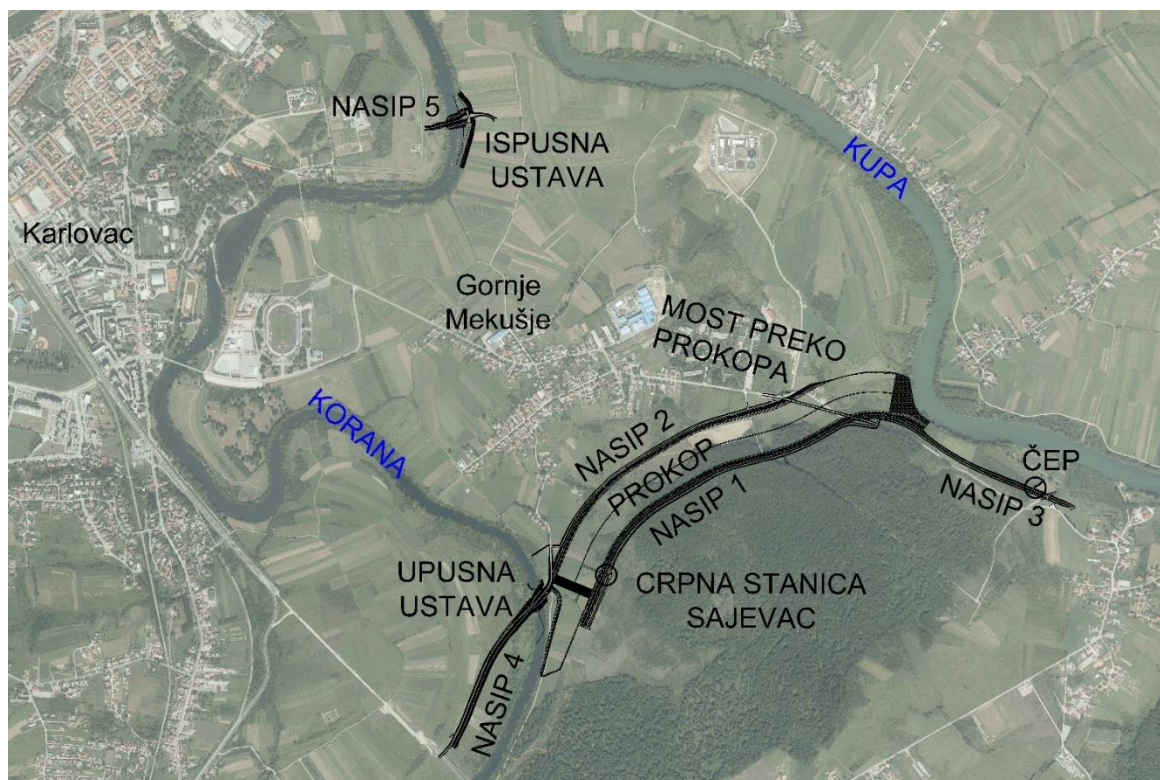 NASIP 5
ISPUSNA
USTAVA
KUPA
Karlovac
Gornje
Mekušje
MOST PREKO
PROKOPA
KORANA
NASIP 2
PROKOP
NASIP 1
ČEP
NASIP 3
UPUSNA
USTAVA
CRPNA STANICA
SAJEVAC
NASIP 4